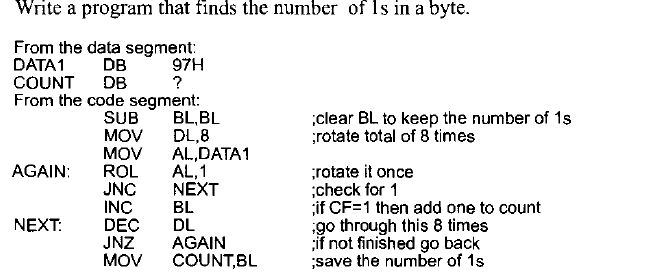 Write a program that finds the number of 1s in a byte.
From the data segment:
DATA1 DB 97H
COUNT DB ?
From the code segment:
SUB BL,BL ;clear BL to keep the number of 1s
MOV DL,8 ;rotate total of 8 times
MOV AL,DATA1
AGAIN: ROL AL,1 ;rotate it once
JNC NEXT ;check for 1
INC BL ;if CF=1 then add one to count
NEXT: DEC DL ;go through this 8 times
JNZ AGAIN ;if not finished go back
MOV COUNT,BL ;save the number of 1s